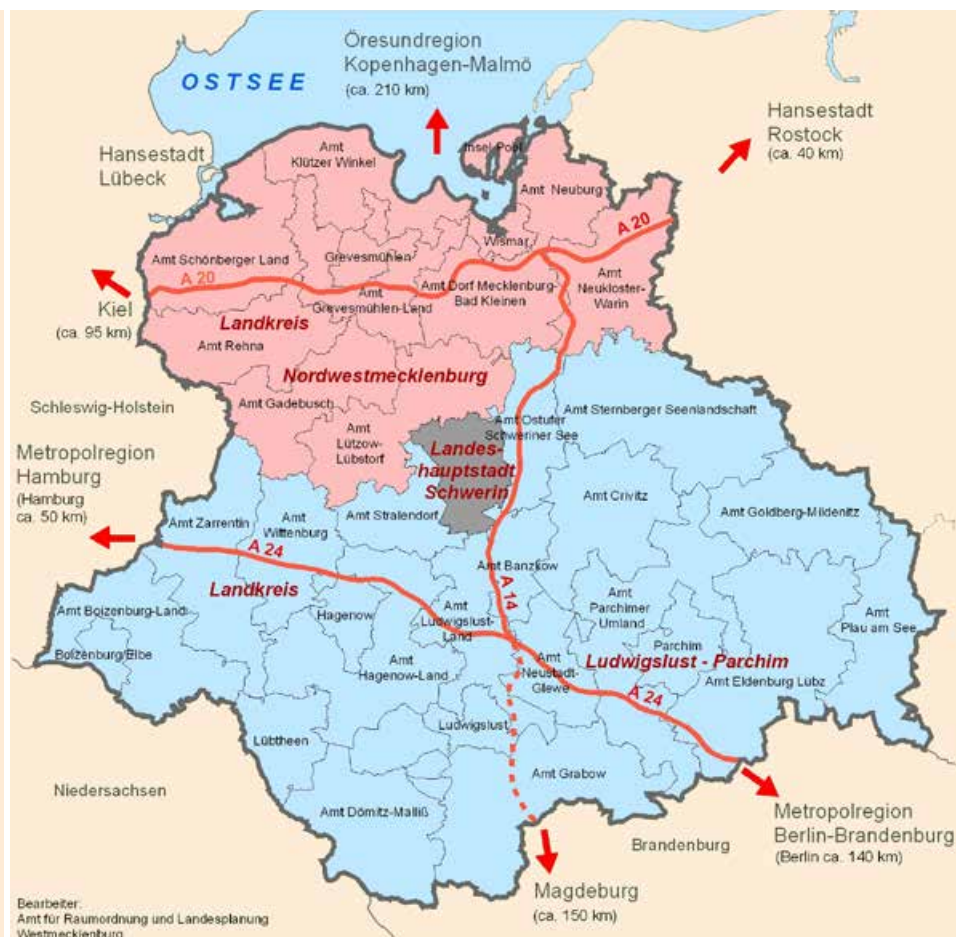 Öresundregion
Kopenhagen-Malmö
(ca. 210 km)
OSTSEE
Hansestadt
Rostock
(ca. 40 km)
Hansestadt
Lübeck
Amt
Klützer Winkel
Insel Poel
Amt Neuburg
A 20
Wismar
Amt Schönberger Land
Grevesmühlen
A 20
Amt
Grevesmühlen-Land
Amt Dorf Mecklenburg-
Bad Kleinen
Amt
Neukloster-
Warin
Kiel
(ca. 95 km)
Landkreis
Nordwestmecklenburg
Amt Rehna
Schleswig-Holstein
Amt Gadebusch
Amt
Lützow-
Lübstorf
Landes-
hauptstadt
Schwerin
Amt Ostufer
Schweriner See
Amt Sternberger Seenlandschaft
Metropolregion
Hamburg
(Hamburg
ca. 50 km)
Amt Zarrentin
Amt
Wittenburg
Amt Stralendorf
Amt Crivitz
Amt Goldberg-Mildenitz
A 24
Amt Banzkow
A 14
Landkreis
Ludwigslust - Parchim
Amt Boizenburg-Land
Boizenburg/Elbe
Hagenow
Amt
Ludwigslust-
Land
Amt
Parchimer
Umland
Parchim
Amt
Plau am See
Amt
Hagenow-Land
Amt
Neustadt-
Glewe
Amt Eldenburg Lübz
A 24
Ludwigslust
Lübtheen
Amt Grabow
Amt Dömitz-Malliß
Niedersachsen
Brandenburg
Metropolregion
Berlin-Brandenburg
(Berlin ca. 140 km)
Magdeburg
(ca. 150 km)
Bearbeiter:
Amt für Raumordnung und Landesplanung
Westmecklenburg